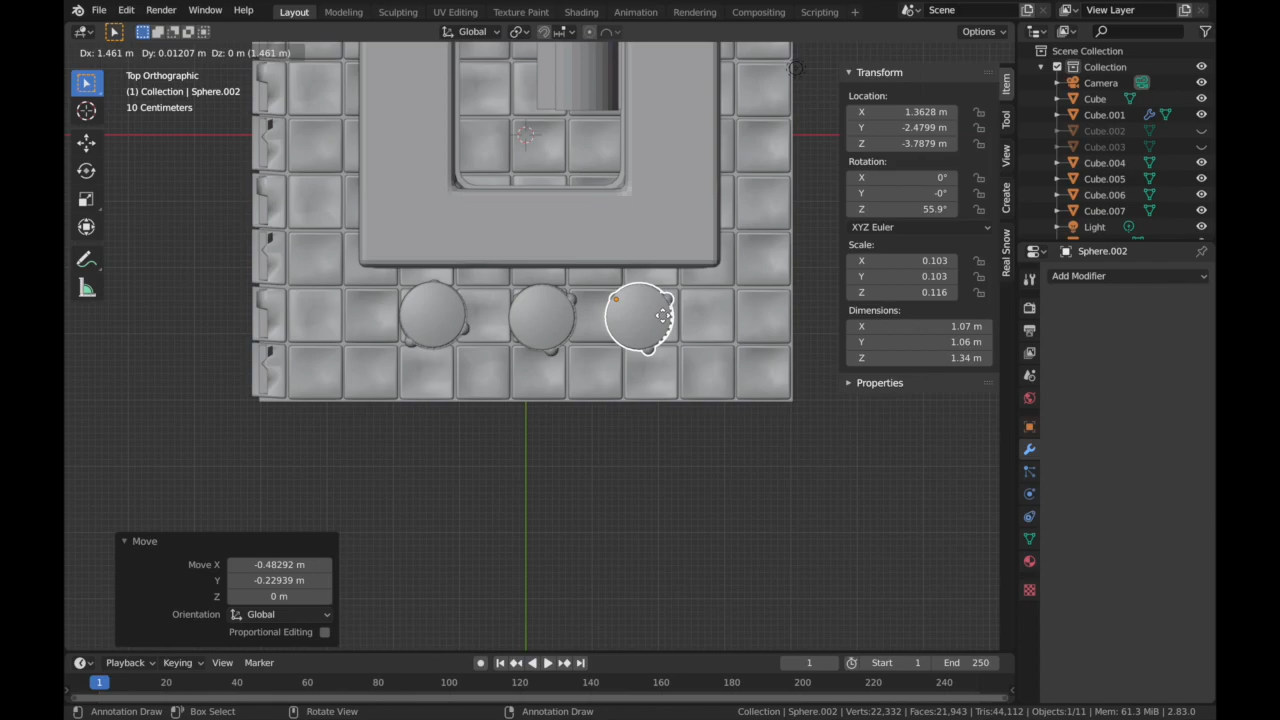 File Edit Render Window Help
Layout Modeling Sculpting UV Editing Texture Paint Shading Animation Rendering Compositing Scripting +
Scene
View Layer
Global
Options
Dx: 1.461 m Dy: 0.01207 m Dz: 0 m (1.461 m)
Top Orthographic
(1) Collection | Sphere.002
10 Centimeters
Transform
Location:
X 1.3628 m
Y -2.4799 m
Z -3.7879 m
Rotation:
X 0°
Y -0°
Z 55.9°
XYZ Euler
Scale:
X 0.103
Y 0.103
Z 0.116
Dimensions:
X 1.07 m
Y 1.06 m
Z 1.34 m
Properties
Item
Tool
View
Create
Real Snow
Scene Collection
Collection
Camera
Cube
Cube.001
Cube.002
Cube.003
Cube.004
Cube.005
Cube.006
Cube.007
Light
Sphere.002
Add Modifier
Move
Move X -0.48292 m
Y -0.22939 m
Z 0 m
Orientation Global
Proportional Editing
Playback Keying View Marker
1 Start 1 End 250
1 20 40 60 80 100 120 140 160 180 200 220 240
Annotation Draw Box Select Rotate View Annotation Draw
Collection | Sphere.002 | Verts:22,332 | Faces:21,943 | Tris:44,112 | Objects:1/11 | Mem: 61.3 MiB | 2.83.0